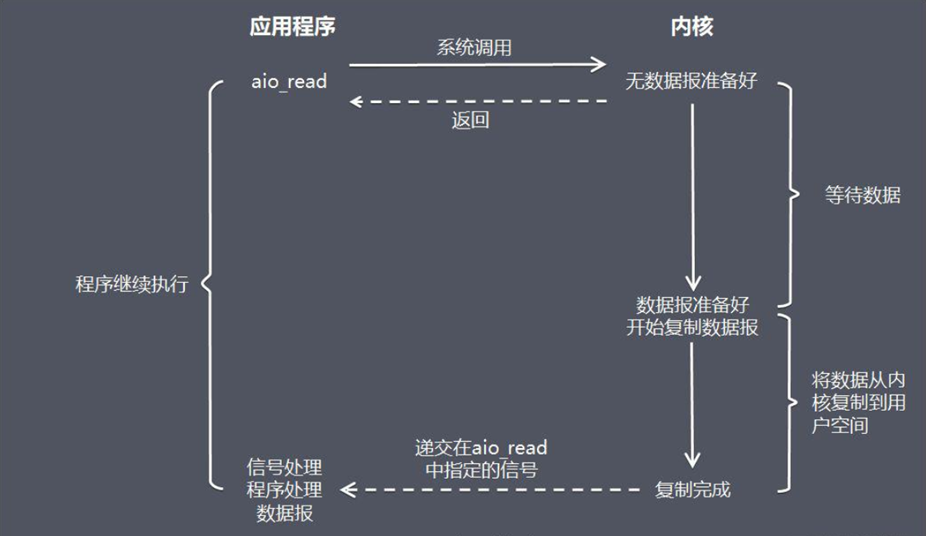 应用程序
内核
系统调用
aio_read
无数据报准备好
返回
等待数据
程序继续执行
数据报准备好
开始复制数据报
将数据从内
核复制到用
户空间
递交在aio_read
中指定的信号
信号处理
程序处理
数据报
复制完成